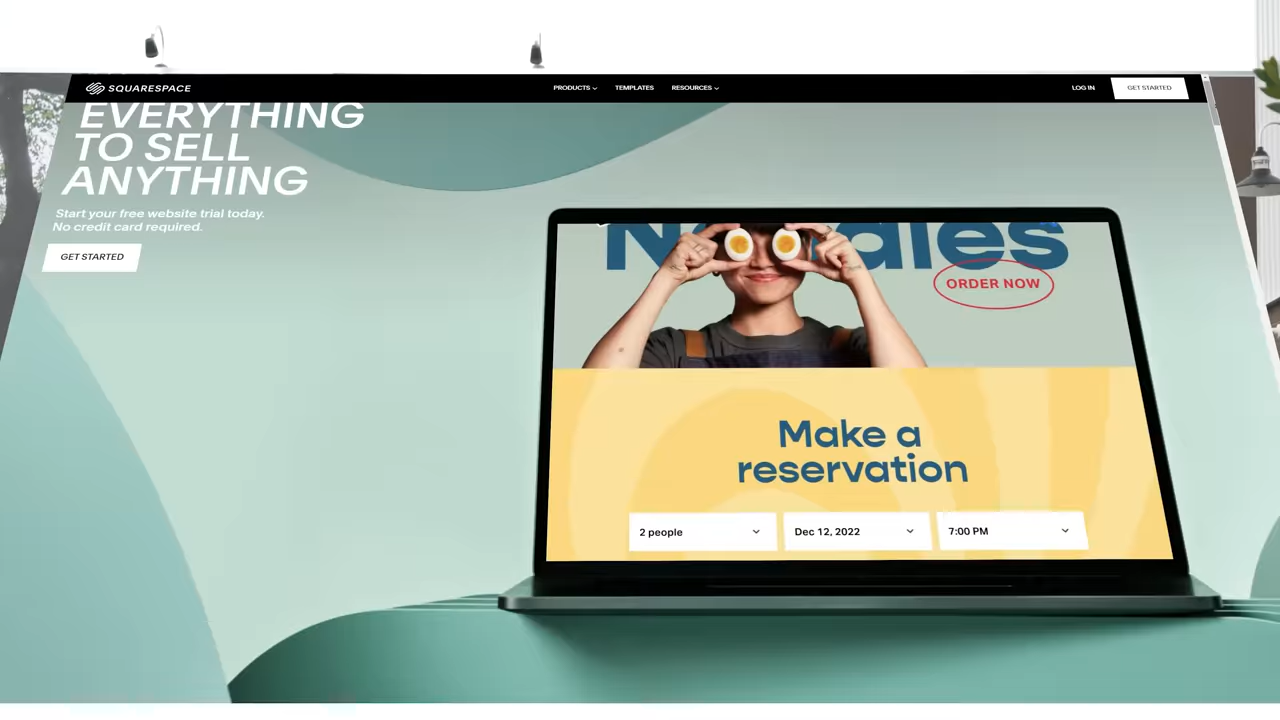 SQUARESPACE
PRODUCTS
TEMPLATES
RESOURCES
LOG IN
GET STARTED
EVERYTHING
TO SELL
ANYTHING
Start your free website trial today.
No credit card required.
GET STARTED
ORDER NOW
Make a
reservation
2 people
Dec 12, 2022
7:00 PM